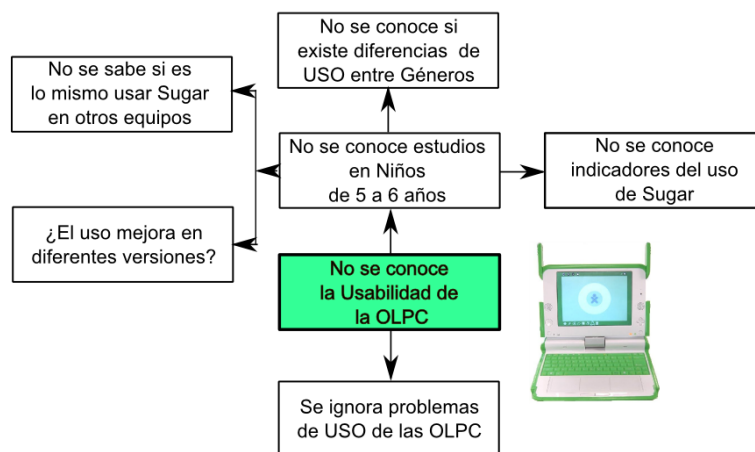 No se conoce si
existe diferencias de
USO entre Géneros
No se sabe si es
lo mismo usar Sugar
en otros equipos
No se conoce estudios
en Niños
de 5 a 6 años
No se conoce
indicadores del uso
de Sugar
¿El uso mejora en
diferentes versiones?
No se conoce
la Usabilidad de
la OLPC
Se ignora problemas
de USO de las OLPC